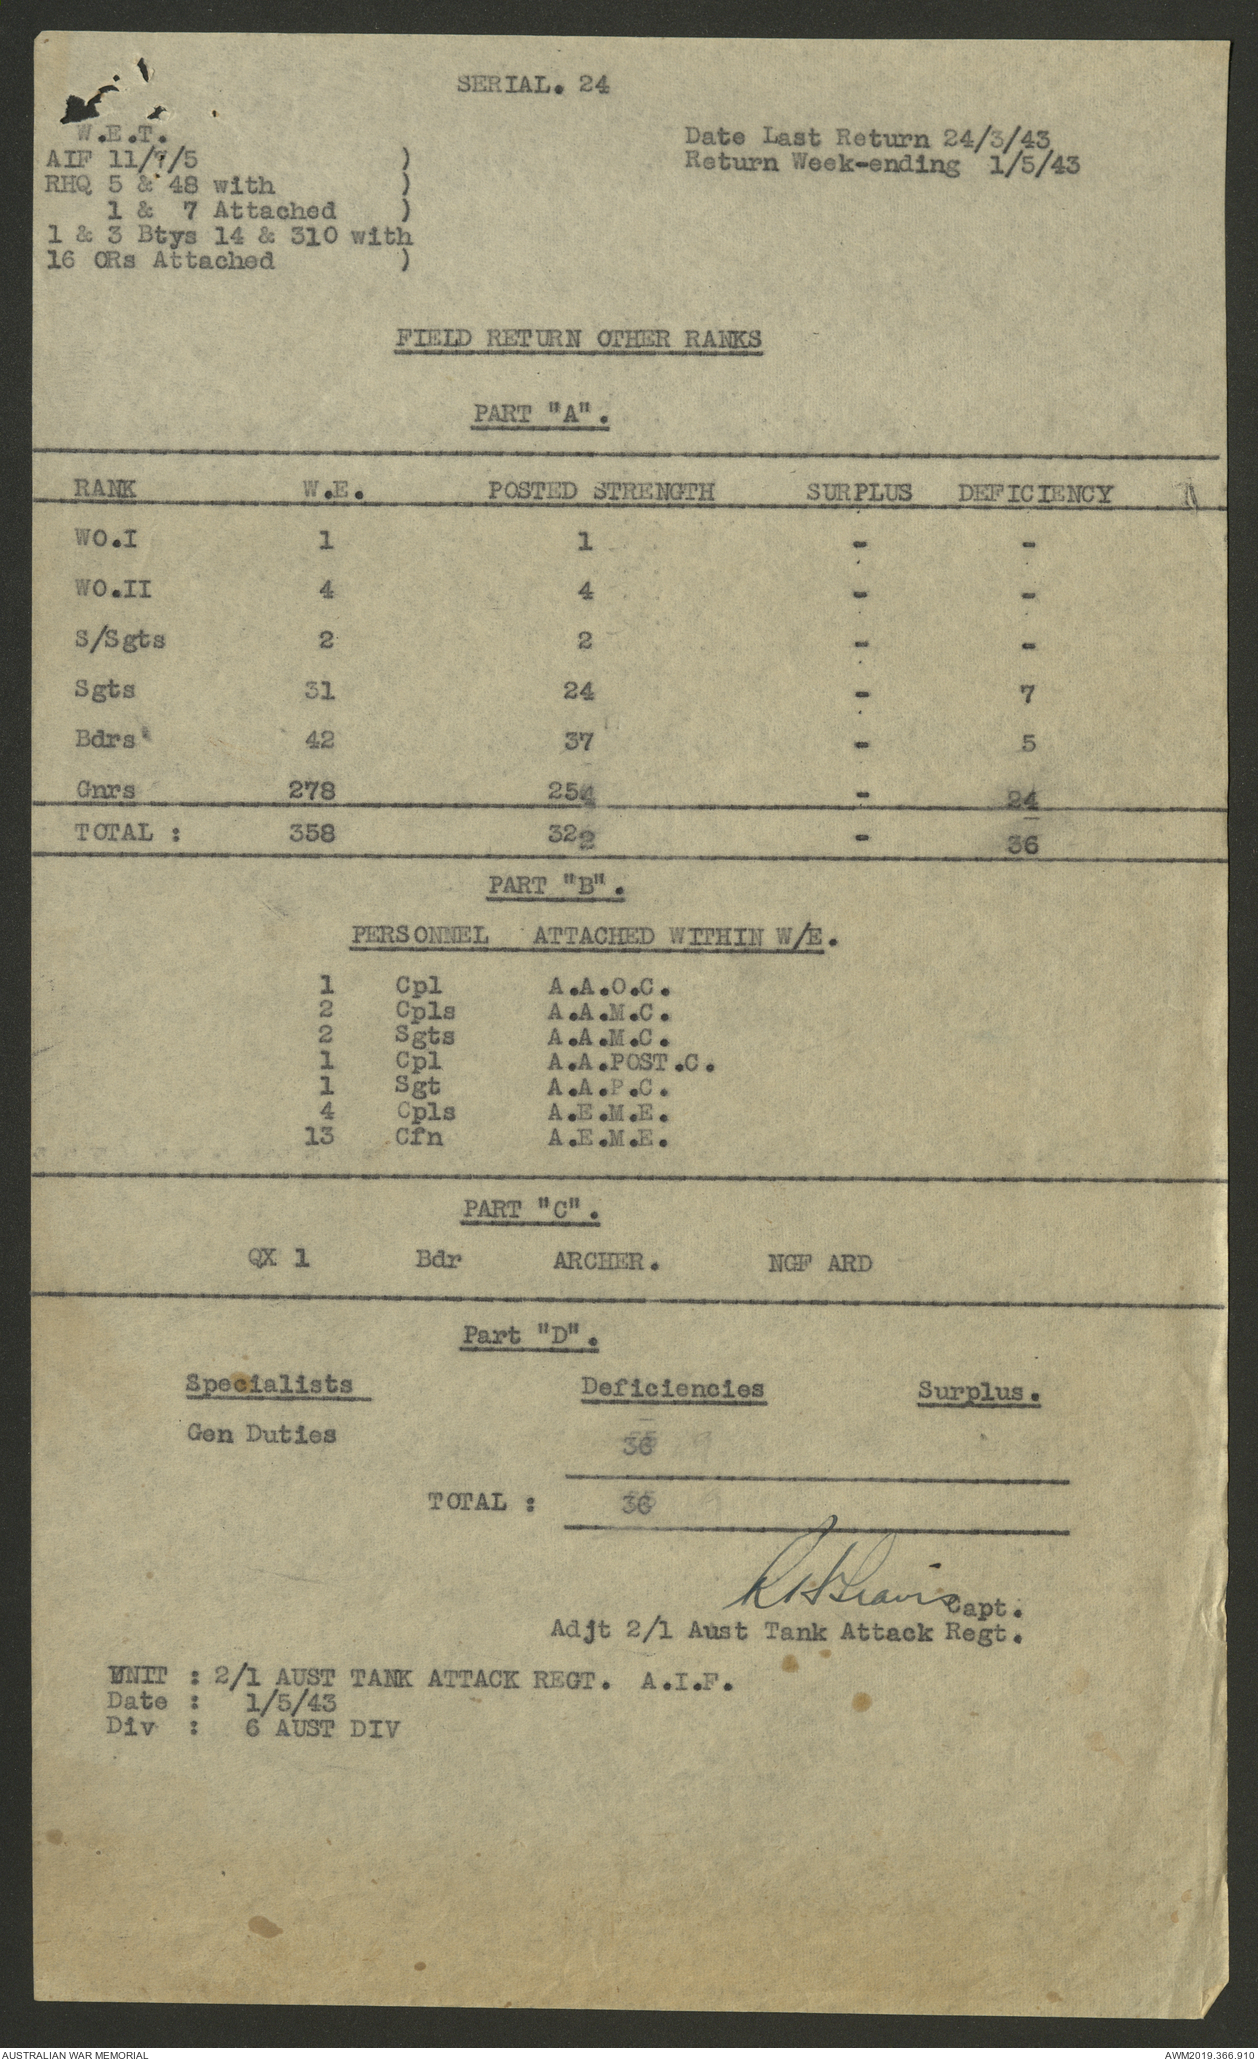 SERIAL. 24
W.E.T.
AIF 11/7/5 )
RHQ 5 & 48 with )
1 & 7 Attached )
1 & 3 Btys 14 & 310 with
16 ORs Attached )
Date Last Return 24/3/43
Return Week-ending 1/5/43
FIELD RETURN OTHER RANKS
PART "A".
RANK W.E. POSTED STRENGTH SURPLUS DEFICIENCY
WO.I 1 1 - -
WO.II 4 4 - -
S/Sgts 2 2 - -
Sgts 31 24 - 7
Bdrs 42 37 - 5
Gnrs 278 254 - 24
TOTAL : 358 322 - 36
PART "B".
PERSONNEL ATTACHED WITHIN W/E.
1 Cpl A.A.O.C.
2 Cpls A.A.M.C.
2 Sgts A.A.M.C.
1 Cpl A.A.POST.C.
1 Sgt A.A.P.C.
4 Cpls A.E.M.E.
13 Cfn A.E.M.E.
PART "C".
QX 1 Bdr ARCHER. NGF ARD
Part "D".
Specialists Deficiencies Surplus.
Gen Duties 36
TOTAL : 36
Capt.
Adjt 2/1 Aust Tank Attack Regt.
UNIT : 2/1 AUST TANK ATTACK REGT. A.I.F.
Date : 1/5/43
Div : 6 AUST DIV
AUSTRALIAN WAR MEMORIAL
AWM2019.366.910